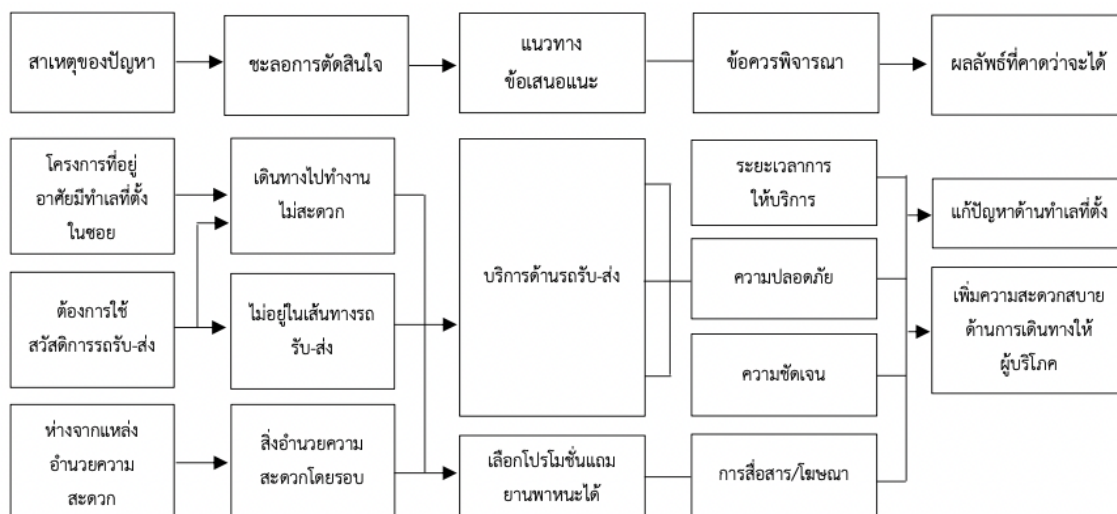 สาเหตุของปัญหา
ชะลอการตัดสินใจ
แนวทาง
ข้อเสนอแนะ
ข้อควรพิจารณา
ผลลัพธ์ที่คาดว่าจะได้
โครงการที่อยู่
อาศัยมีทำเลที่ตั้ง
ในซอย
ต้องการใช้
สวัสดิการรถรับ-ส่ง
ห่างจากแหล่ง
อำนวยความ
สะดวก
เดินทางไปทำงาน
ไม่สะดวก
ไม่อยู่ในเส้นทางรถ
รับ-ส่ง
สิ่งอำนวยความ
สะดวกโดยรอบ
บริการด้านรถรับ-ส่ง
เลือกโปรโมชั่นแถม
ยานพาหนะได้
ระยะเวลาการ
ให้บริการ
ความปลอดภัย
ความชัดเจน
การสื่อสาร/โฆษณา
แก้ปัญหาด้านทำเลที่ตั้ง
เพิ่มความสะดวกสบาย
ด้านการเดินทางให้
ผู้บริโภค